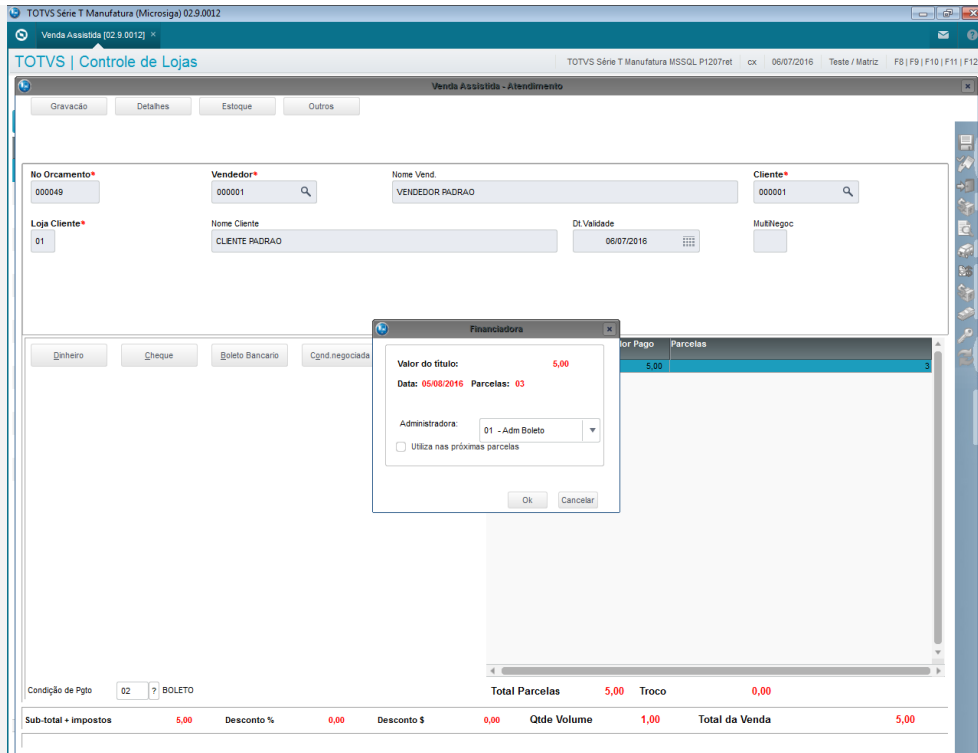 TOTVS Série T Manufatura (Microsiga) 02.9.0012
Venda Assistida [02.9.0012] ×
TOTVS | Controle de Lojas
TOTVS Série T Manufatura MSSQL P1207ret cx 06/07/2016 Teste / Matriz F8 | F9 | F10 | F11 | F12
Venda Assistida - Atendimento
Gravacão Detalhes Estoque Outros
No Orcamento* Vendedor* Nome Vend. Cliente*
000049 000001 VENDEDOR PADRAO 000001
Loja Cliente* Nome Cliente Dt.Validade MultiNegoc
01 CLIENTE PADRAO 06/07/2016
Financiadora
lor Pago Parcelas
Dinheiro Cheque Boleto Bancario Cond.negociada
5,00 3
Valor do título: 5,00
Data: 05/08/2016 Parcelas: 03
Administradora: 01 - Adm Boleto
Utiliza nas próximas parcelas
Ok Cancelar
Condição de Pgto 02 ? BOLETO
Total Parcelas 5,00 Troco 0,00
Sub-total + impostos 5,00 Desconto % 0,00 Desconto $ 0,00 Qtde Volume 1,00 Total da Venda 5,00